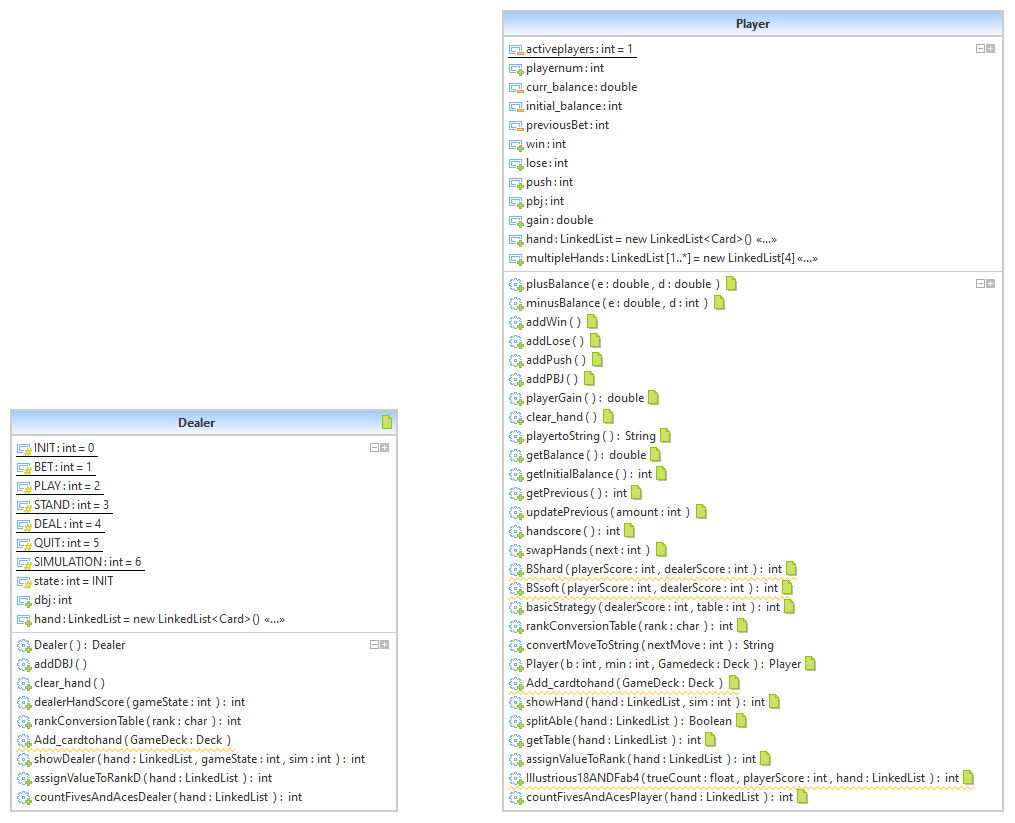 Player
activeplayers : int = 1
playernum : int
curr_balance : double
initial_balance : int
previousBet : int
win : int
lose : int
push : int
pbj : int
gain : double
hand : LinkedList = new LinkedList<Card> ( ) «...»
multipleHands : LinkedList [1..*] = new LinkedList[4] «...»
plusBalance ( e : double , d : double )
minusBalance ( e : double , d : int )
addWin ( )
addLose ( )
addPush ( )
addPBJ ( )
playerGain ( ) : double
clear_hand ( )
playertoString ( ) : String
getBalance ( ) : double
getInitialBalance ( ) : int
getPrevious ( ) : int
updatePrevious ( amount : int )
handscore ( ) : int
swapHands ( next : int )
BShard ( playerScore : int , dealerScore : int ) : int
BSsoft ( playerScore : int , dealerScore : int ) : int
basicStrategy ( dealerScore : int , table : int ) : int
rankConversionTable ( rank : char ) : int
convertMoveToString ( nextMove : int ) : String
Player ( b : int , min : int , Gamedeck : Deck ) : Player
Add_cardtohand ( GameDeck : Deck )
showHand ( hand : LinkedList , sim : int ) : int
splitAble ( hand : LinkedList ) : Boolean
getTable ( hand : LinkedList ) : int
assignValueToRank ( hand : LinkedList ) : int
Illustrious18ANDFab4 ( trueCount : float , playerScore : int , hand : LinkedList ) : int
countFivesAndAcesPlayer ( hand : LinkedList ) : int
Dealer
INIT : int = 0
BET : int = 1
PLAY : int = 2
STAND : int = 3
DEAL : int = 4
QUIT : int = 5
SIMULATION : int = 6
state : int = INIT
dbj : int
hand : LinkedList = new LinkedList<Card> ( ) «...»
Dealer ( ) : Dealer
addDBJ ( )
clear_hand ( )
dealerHandScore ( gameState : int ) : int
rankConversionTable ( rank : char ) : int
Add_cardtohand ( GameDeck : Deck )
showDealer ( hand : LinkedList , gameState : int , sim : int ) : int
assignValueToRankD ( hand : LinkedList ) : int
countFivesAndAcesDealer ( hand : LinkedList ) : int